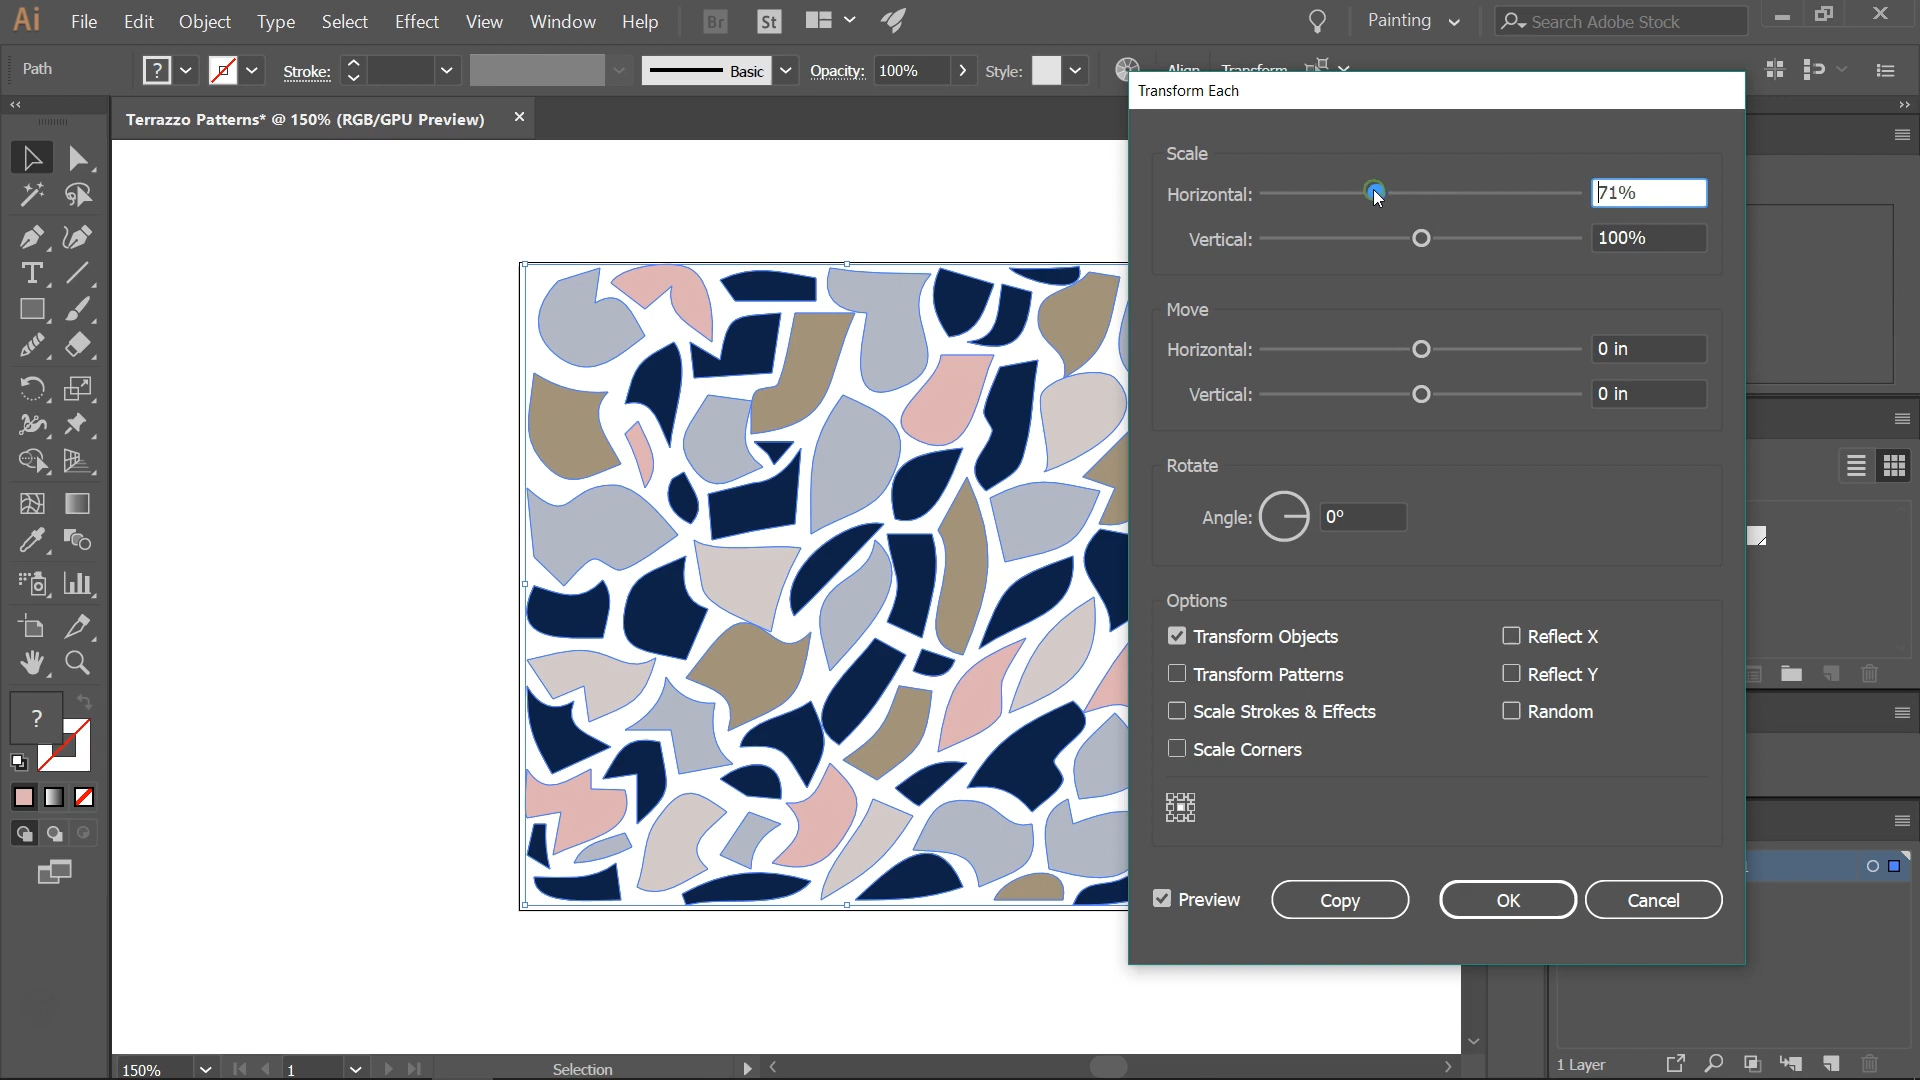 Ai File Edit Object Type Select Effect View Window Help Br St Painting Search Adobe Stock
Path ? Stroke: Basic Opacity: 100% Style: Align Transform
Transform Each
Terrazzo Patterns* @ 150% (RGB/GPU Preview)
Scale
Horizontal: 71%
Vertical: 100%
Move
Horizontal: 0 in
Vertical: 0 in
Rotate
Angle: 0°
Options
Transform Objects Reflect X
Transform Patterns Reflect Y
Scale Strokes & Effects Random
Scale Corners
?
Preview Copy OK Cancel
150% 1 Selection 1 Layer